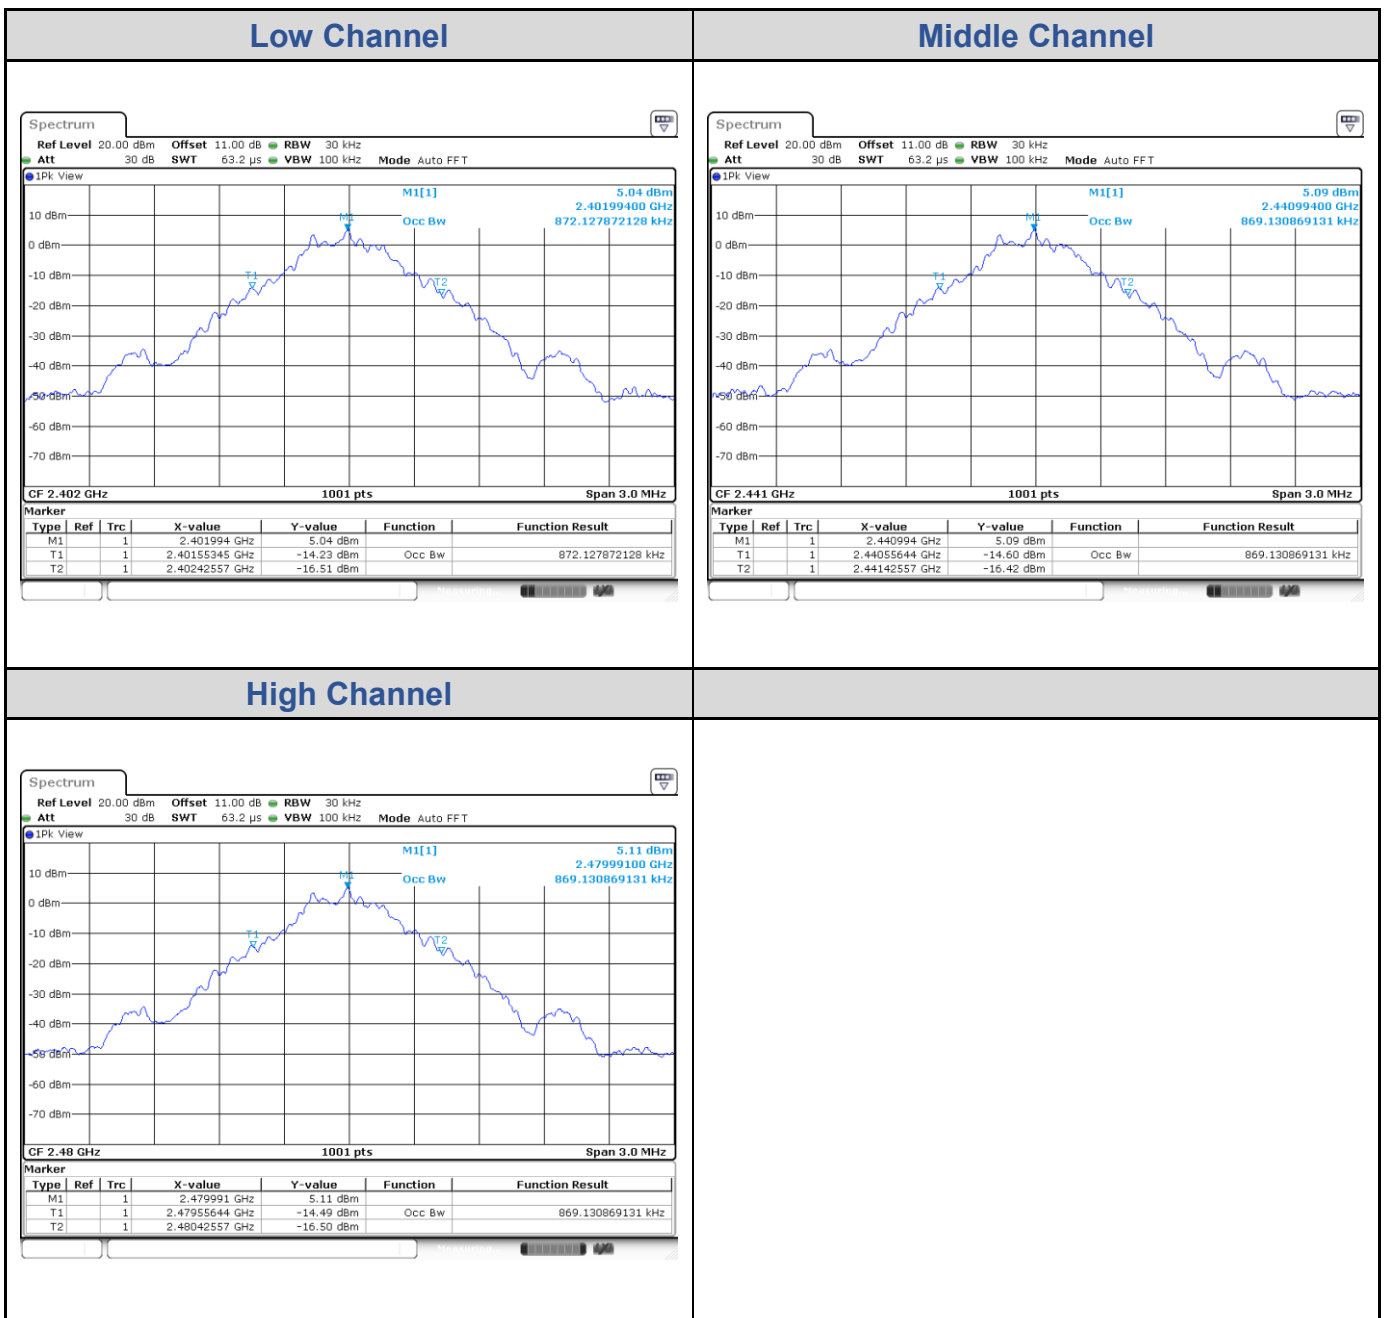 Low Channel
Spectrum
Ref Level 20.00 dBm Offset 11.00 dB RBW 30 kHz
Att 30 dB SWT 63.2 µs VBW 100 kHz Mode Auto FFT
1Pk View
M1[1] 5.04 dBm
2.40199400 GHz
Occ Bw 872.127872128 kHz
10 dBm
M1
0 dBm
-10 dBm
T1
T2
-20 dBm
-30 dBm
-40 dBm
-50 dBm
-60 dBm
-70 dBm
CF 2.402 GHz 1001 pts Span 3.0 MHz
Marker
Type Ref Trc X-value Y-value Function Function Result
M1 1 2.401994 GHz 5.04 dBm
T1 1 2.40155345 GHz -14.23 dBm Occ Bw 872.127872128 kHz
T2 1 2.40242557 GHz -16.51 dBm
Middle Channel
Spectrum
Ref Level 20.00 dBm Offset 11.00 dB RBW 30 kHz
Att 30 dB SWT 63.2 µs VBW 100 kHz Mode Auto FFT
1Pk View
M1[1] 5.09 dBm
2.44099400 GHz
Occ Bw 869.130869131 kHz
10 dBm
M1
0 dBm
-10 dBm
T1
T2
-20 dBm
-30 dBm
-40 dBm
-50 dBm
-60 dBm
-70 dBm
CF 2.441 GHz 1001 pts Span 3.0 MHz
Marker
Type Ref Trc X-value Y-value Function Function Result
M1 1 2.440994 GHz 5.09 dBm
T1 1 2.44055644 GHz -14.60 dBm Occ Bw 869.130869131 kHz
T2 1 2.44142557 GHz -16.42 dBm
High Channel
Spectrum
Ref Level 20.00 dBm Offset 11.00 dB RBW 30 kHz
Att 30 dB SWT 63.2 µs VBW 100 kHz Mode Auto FFT
1Pk View
M1[1] 5.11 dBm
2.47999100 GHz
Occ Bw 869.130869131 kHz
10 dBm
M1
0 dBm
-10 dBm
T1
T2
-20 dBm
-30 dBm
-40 dBm
-50 dBm
-60 dBm
-70 dBm
CF 2.48 GHz 1001 pts Span 3.0 MHz
Marker
Type Ref Trc X-value Y-value Function Function Result
M1 1 2.479991 GHz 5.11 dBm
T1 1 2.47955644 GHz -14.49 dBm Occ Bw 869.130869131 kHz
T2 1 2.48042557 GHz -16.50 dBm